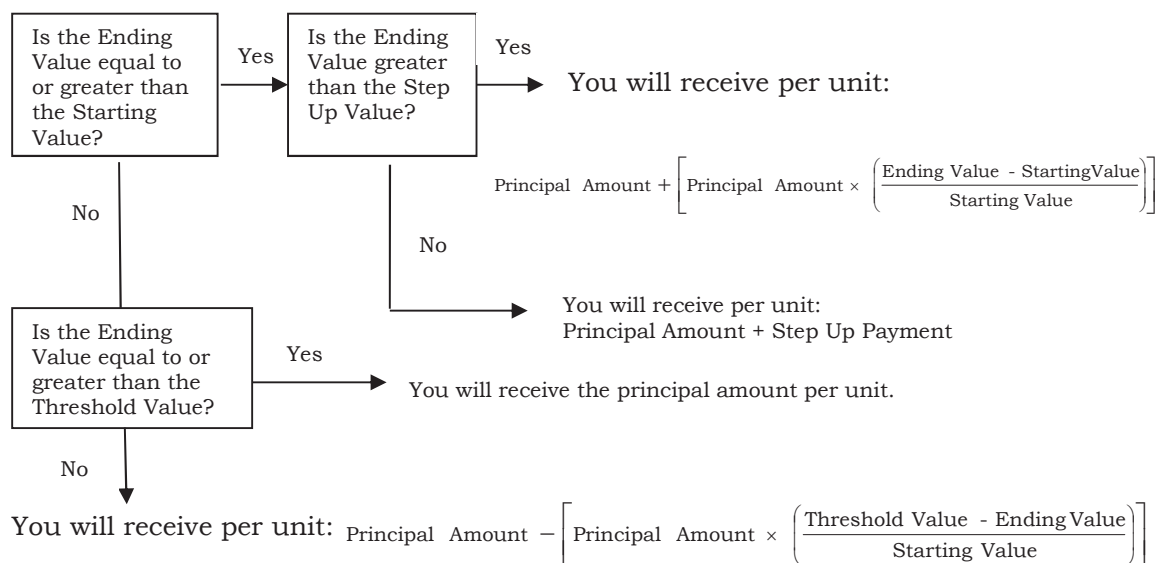 Is the Ending
Value equal to
or greater than
the Starting
Value?
Yes
Is the Ending
Value greater
than the Step
Up Value?
Yes
You will receive per unit:
Principal Amount + [Principal Amount × (Ending Value - StartingValue / Starting Value)]
No
No
You will receive per unit:
Principal Amount + Step Up Payment
Is the Ending
Value equal to or
greater than the
Threshold Value?
Yes
You will receive the principal amount per unit.
No
You will receive per unit: Principal Amount − [Principal Amount × (Threshold Value - EndingValue / Starting Value)]